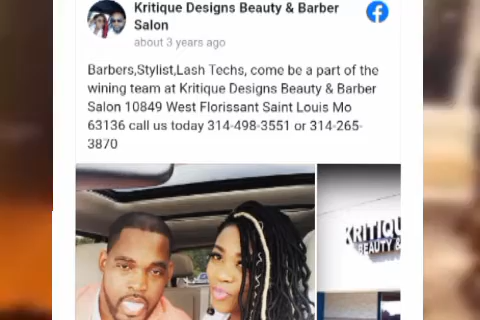 Kritique Designs Beauty & Barber
Salon
about 3 years ago
Barbers,Stylist,Lash Techs, come be a part of the
wining team at Kritique Designs Beauty & Barber
Salon 10849 West Florissant Saint Louis Mo
63136 call us today 314-498-3551 or 314-265-
3870
KRITIQU
BEAUTY &